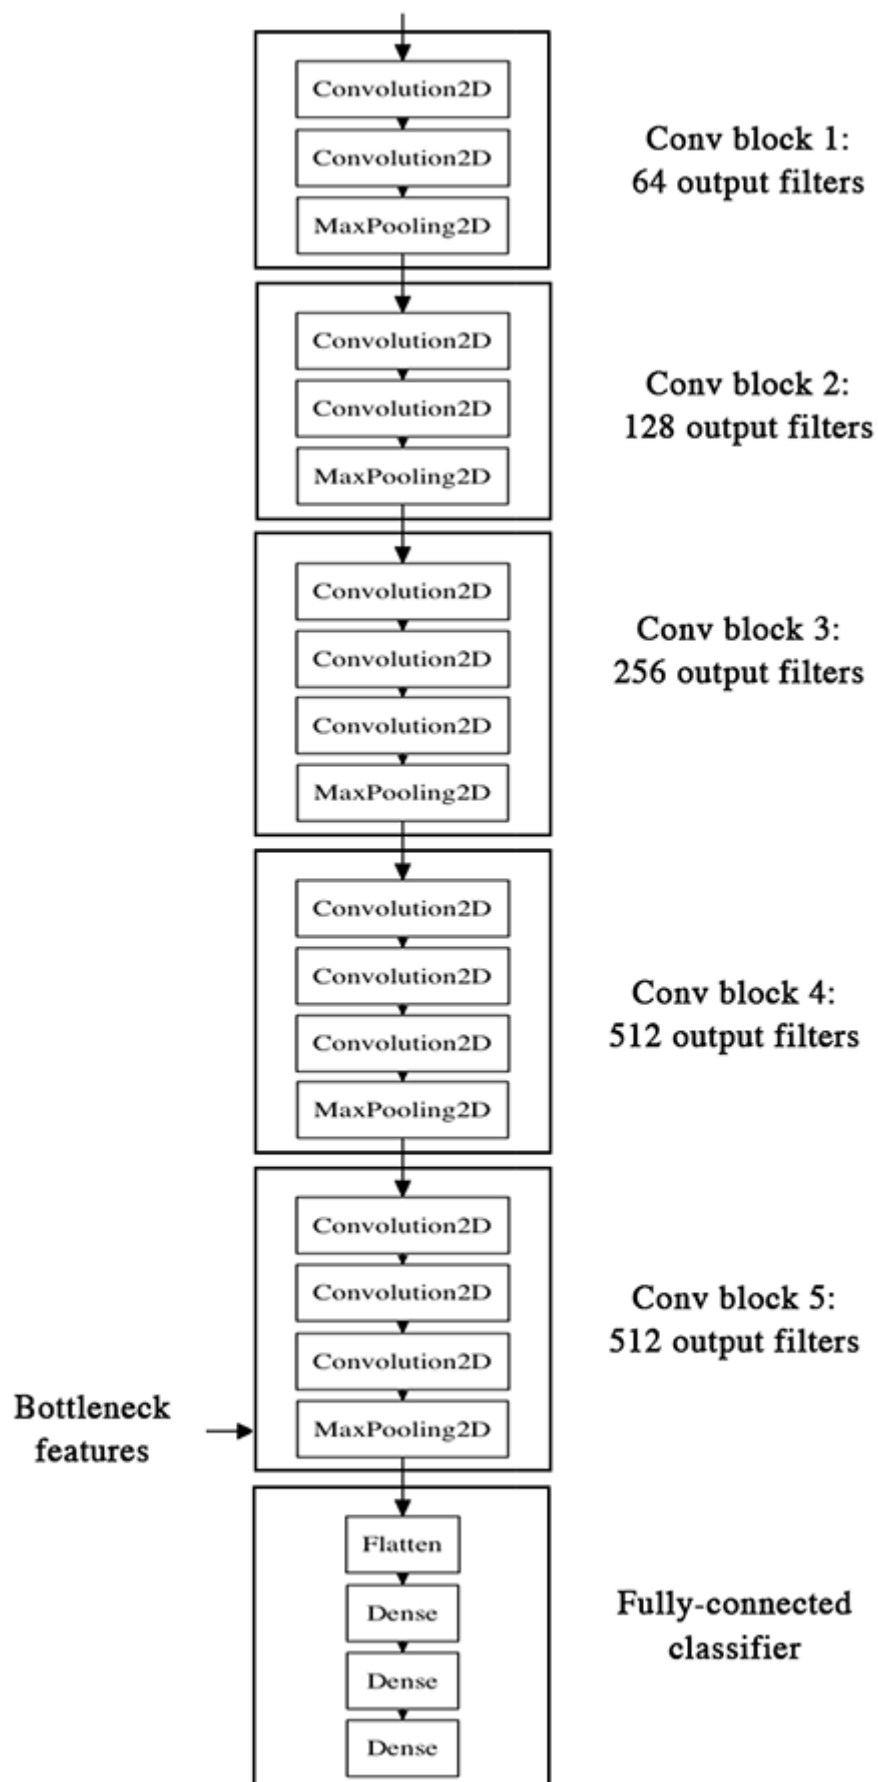 Convolution2D
Convolution2D
MaxPooling2D
Conv block 1:
64 output filters
Convolution2D
Convolution2D
MaxPooling2D
Conv block 2:
128 output filters
Convolution2D
Convolution2D
Convolution2D
MaxPooling2D
Conv block 3:
256 output filters
Convolution2D
Convolution2D
Convolution2D
MaxPooling2D
Conv block 4:
512 output filters
Convolution2D
Convolution2D
Convolution2D
MaxPooling2D
Conv block 5:
512 output filters
Bottleneck
features
Flatten
Dense
Dense
Dense
Fully-connected
classifier